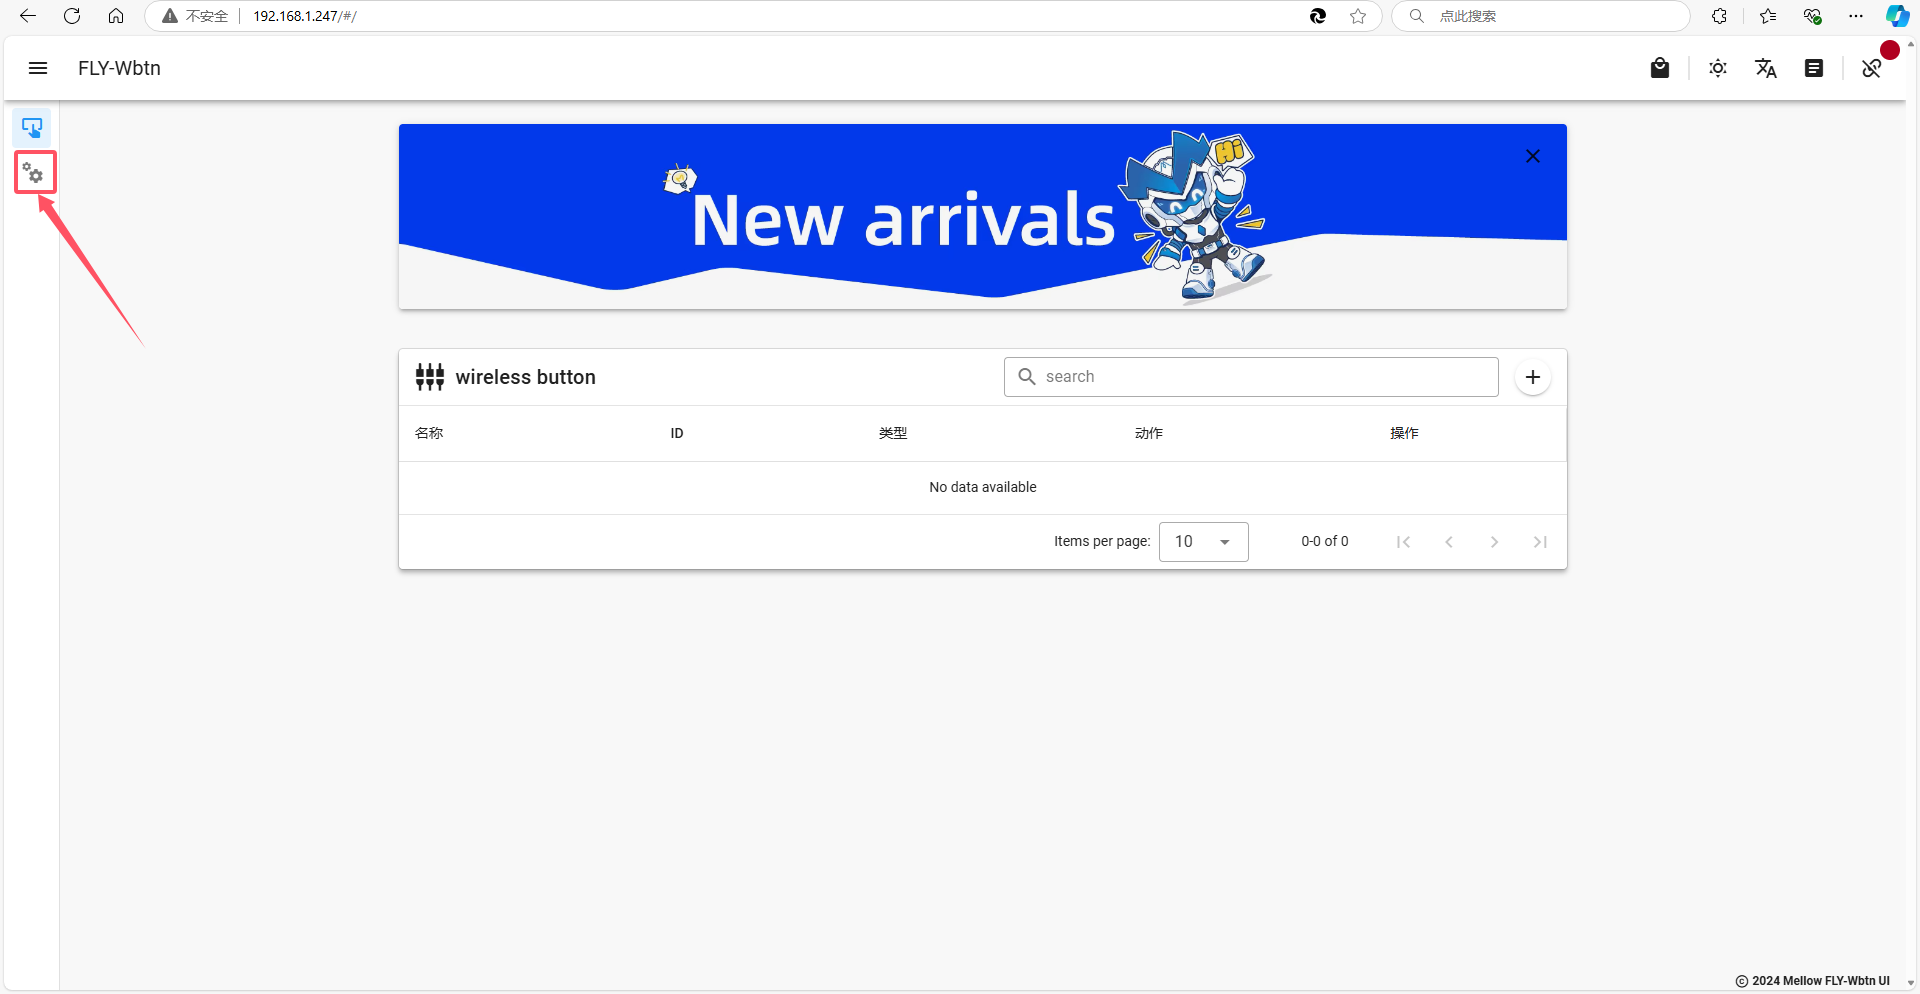 不安全
192.168.1.247/#/
点此搜索
FLY-Wbtn
New arrivals
Hi
wireless button
search
名称 ID 类型 动作 操作
No data available
Items per page: 10 0-0 of 0
© 2024 Mellow FLY-Wbtn UI